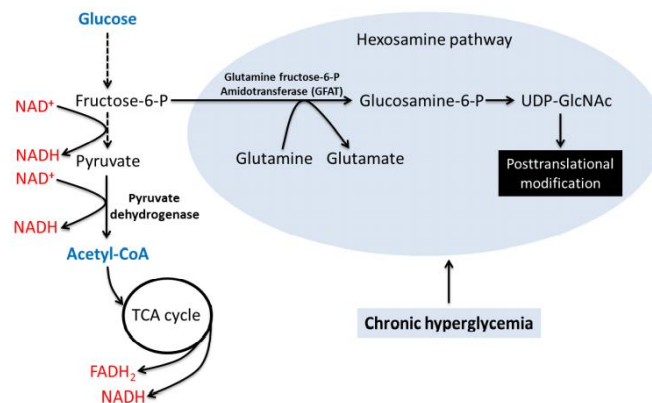 Glucose
Hexosamine pathway
Glutamine fructose-6-P
Amidotransferase (GFAT)
NAD⁺
Fructose-6-P
Glucosamine-6-P
UDP-GlcNAc
NADH
Pyruvate
Glutamine
Glutamate
Posttranslational
modification
NAD⁺
Pyruvate
dehydrogenase
NADH
Acetyl-CoA
TCA cycle
Chronic hyperglycemia
FADH₂
NADH